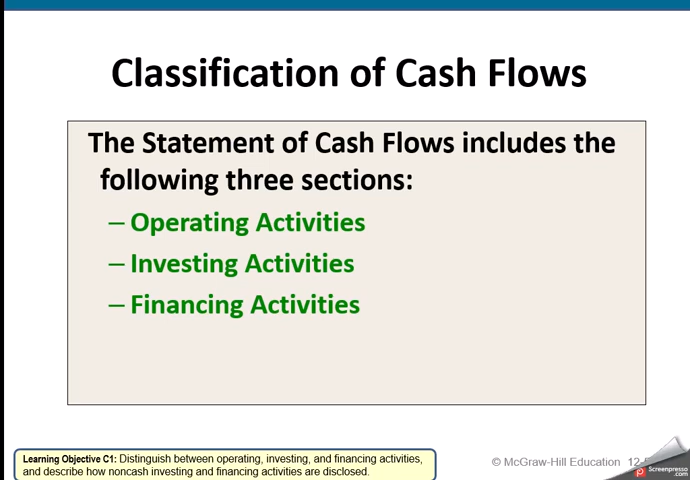 Classification of Cash Flows
The Statement of Cash Flows includes the
following three sections:
– Operating Activities
– Investing Activities
– Financing Activities
Learning Objective C1: Distinguish between operating, investing, and financing activities,
and describe how noncash investing and financing activities are disclosed.
© McGraw-Hill Education
Screenpresso
.com